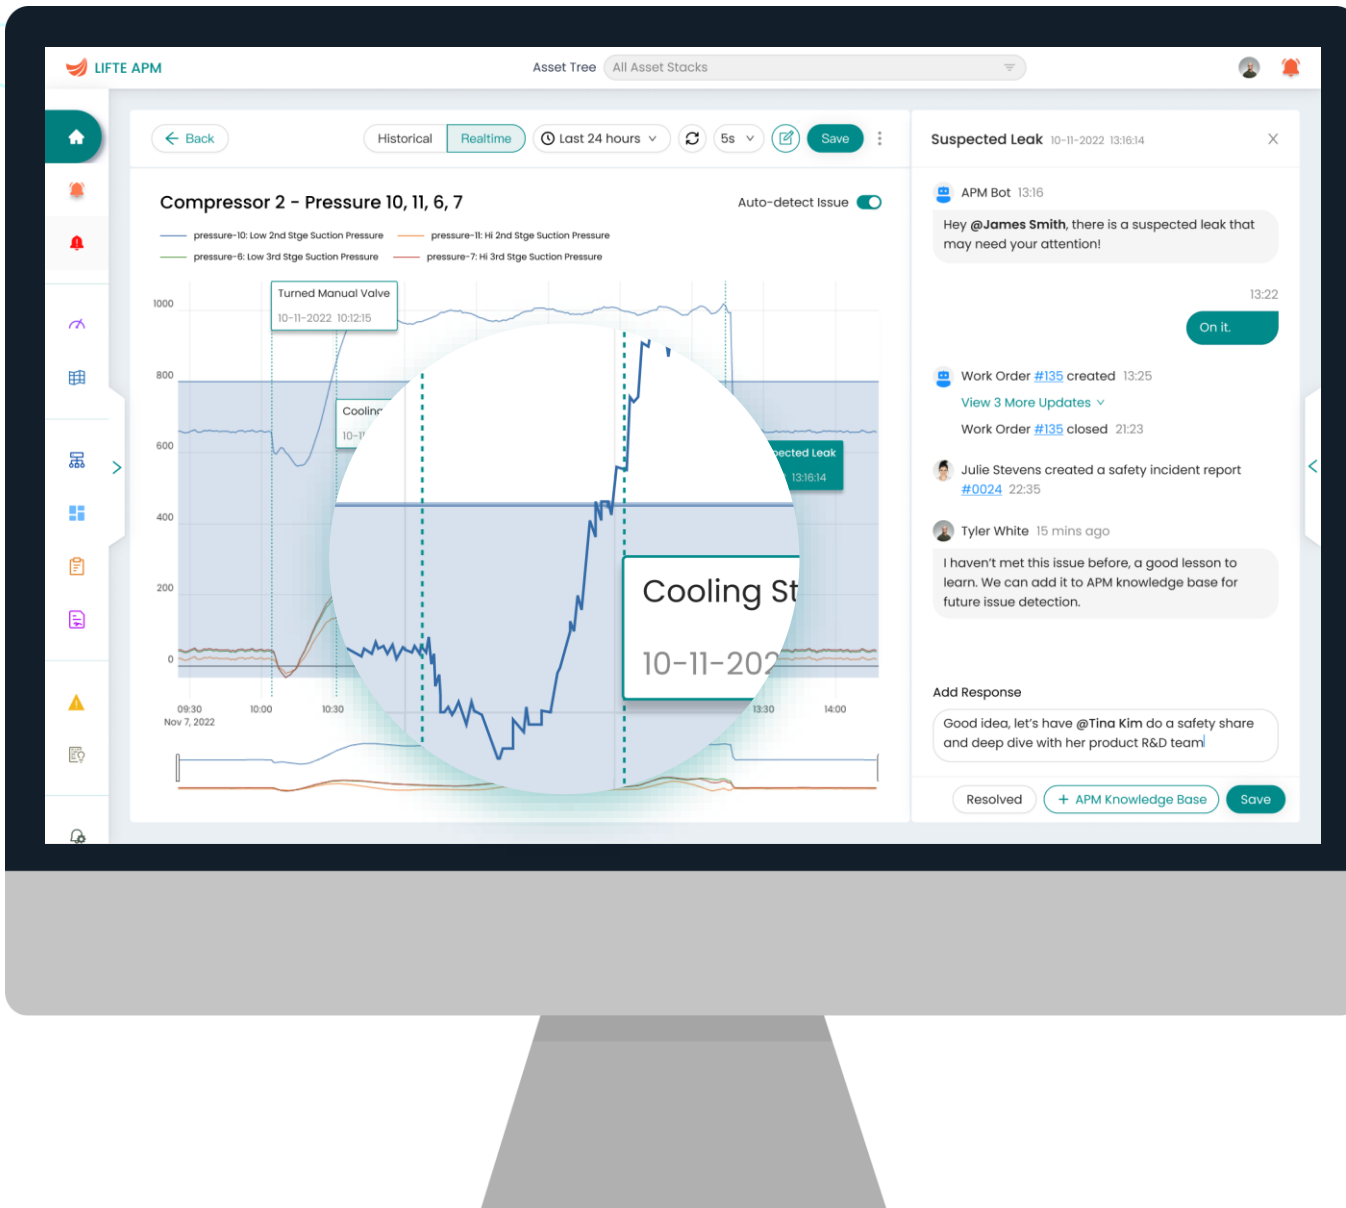 LIFTE APM
Asset Tree
All Asset Stacks
Back
Historical
Realtime
Last 24 hours
5s
Save
Compressor 2 - Pressure 10, 11, 6, 7
Auto-detect Issue
pressure-10: Low 2nd Stge Suction Pressure
pressure-11: Hi 2nd Stge Suction Pressure
pressure-6: Low 3rd Stge Suction Pressure
pressure-7: Hi 3rd Stge Suction Pressure
1000
800
600
400
200
0
Turned Manual Valve
10-11-2022 10:12:15
Cooling
10-1
Cooling St
10-11-202
ected Leak
13:16:14
09:30
Nov 7, 2022
10:00
10:30
13:30
14:00
Suspected Leak 10-11-2022 13:16:14
APM Bot 13:16
Hey @James Smith, there is a suspected leak that
may need your attention!
13:22
On it.
Work Order #135 created 13:25
View 3 More Updates
Work Order #135 closed 21:23
Julie Stevens created a safety incident report
#0024 22:35
Tyler White 15 mins ago
I haven't met this issue before, a good lesson to
learn. We can add it to APM knowledge base for
future issue detection.
Add Response
Good idea, let's have @Tina Kim do a safety share
and deep dive with her product R&D team
Resolved
+ APM Knowledge Base
Save